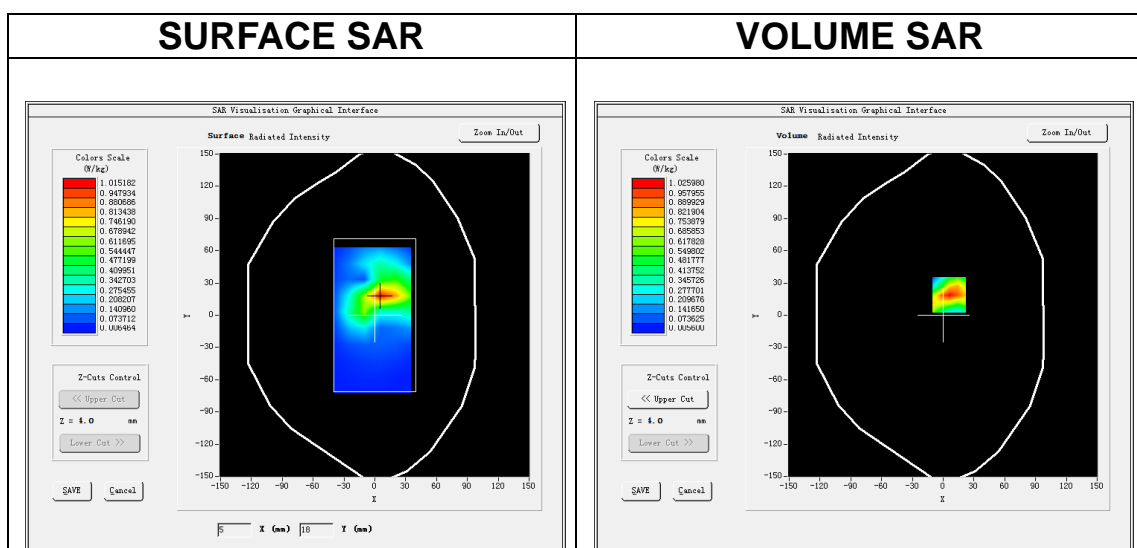 SURFACE SAR
VOLUME SAR
SAR Visualisation Graphical Interface
Surface Radiated Intensity
Zoom In/Out
Colors Scale
(W/kg)
1.015182
0.947934
0.880686
0.813438
0.746190
0.678942
0.611695
0.544447
0.477199
0.409951
0.342703
0.275455
0.208207
0.140960
0.073712
0.006464
150
120
90
60
30
0
-30
-60
-90
-120
-150
Y
-150 -120 -90 -60 -30 0 30 60 90 120 150
X
Z-Cuts Control
<< Upper Cut
Z = 4.0 mm
Lower Cut >>
SAVE Cancel
5 X (mm) 18 Y (mm)
SAR Visualisation Graphical Interface
Volume Radiated Intensity
Zoom In/Out
Colors Scale
(W/kg)
1.025980
0.957955
0.889929
0.821904
0.753879
0.685853
0.617828
0.549802
0.481777
0.413752
0.345726
0.277701
0.209676
0.141650
0.073625
0.005600
150
120
90
60
30
0
-30
-60
-90
-120
-150
Y
-150 -120 -90 -60 -30 0 30 60 90 120 150
X
Z-Cuts Control
<< Upper Cut
Z = 4.0 mm
Lower Cut >>
SAVE Cancel